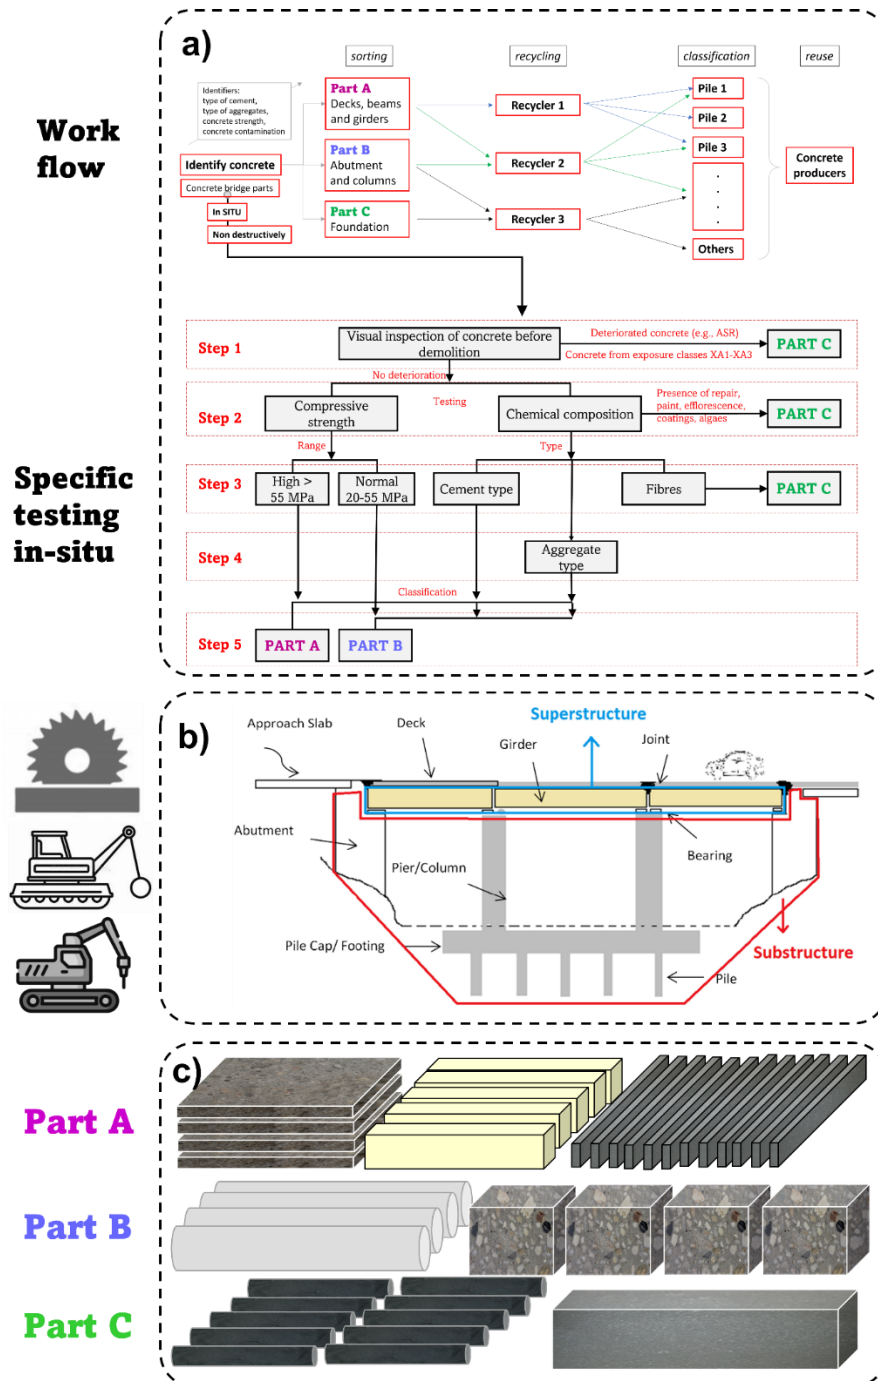 a)
sorting
recycling
classification
reuse
Work
flow
Identifiers:
type of cement,
type of aggregates,
concrete strength,
concrete contamination
Identify concrete
Concrete bridge parts
In SITU
Non destructively
Part A
Decks, beams
and girders
Part B
Abutment
and columns
Part C
Foundation
Recycler 1
Recycler 2
Recycler 3
Pile 1
Pile 2
Pile 3
.
.
.
.
Others
Concrete
producers
Specific
testing
in-situ
Step 1
Visual inspection of concrete before
demolition
Deteriorated concrete (e.g., ASR)
Concrete from exposure classes XA1-XA3
PART C
No deterioration
Step 2
Compressive
strength
Testing
Chemical composition
Presence of repair,
paint, efflorescence,
coatings, algaes
PART C
Range
Type
Step 3
High >
55 MPa
Normal
20-55 MPa
Cement type
Fibres
PART C
Step 4
Aggregate
type
Classification
Step 5
PART A
PART B
b)
Approach Slab
Deck
Superstructure
Girder
Joint
Abutment
Pier/Column
Bearing
Pile Cap/ Footing
Substructure
Pile
c)
Part A
Part B
Part C